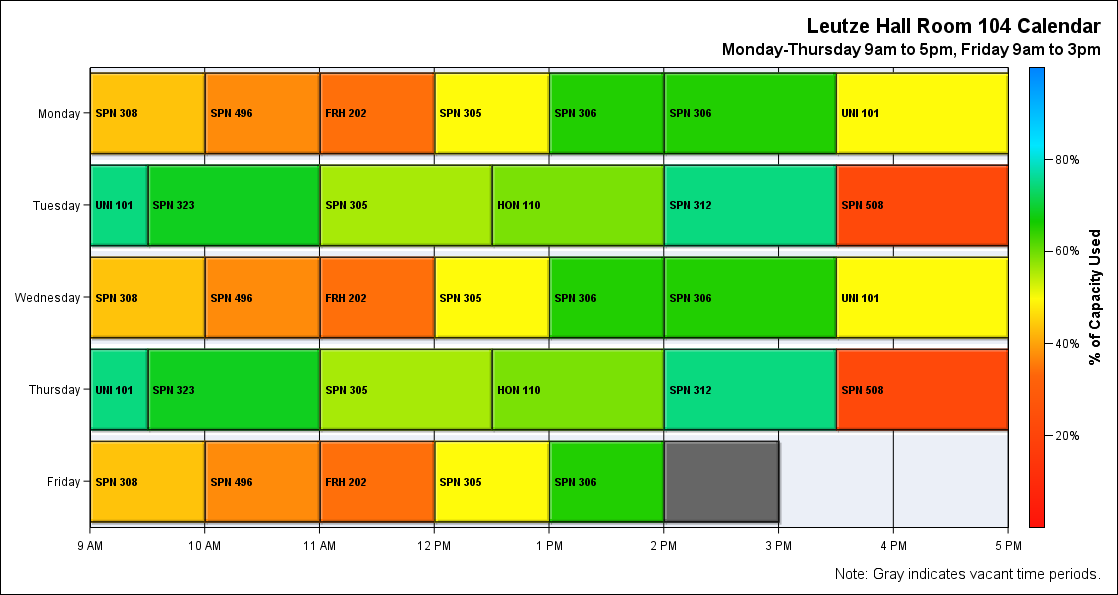 Leutze Hall Room 104 Calendar
Monday-Thursday 9am to 5pm, Friday 9am to 3pm
Monday SPN 308 SPN 496 FRH 202 SPN 305 SPN 306 SPN 306 UNI 101
Tuesday UNI 101 SPN 323 SPN 305 HON 110 SPN 312 SPN 508
Wednesday SPN 308 SPN 496 FRH 202 SPN 305 SPN 306 SPN 306 UNI 101
Thursday UNI 101 SPN 323 SPN 305 HON 110 SPN 312 SPN 508
Friday SPN 308 SPN 496 FRH 202 SPN 305 SPN 306
9 AM 10 AM 11 AM 12 PM 1 PM 2 PM 3 PM 4 PM 5 PM
80%
60%
40%
20%
% of Capacity Used
Note: Gray indicates vacant time periods.